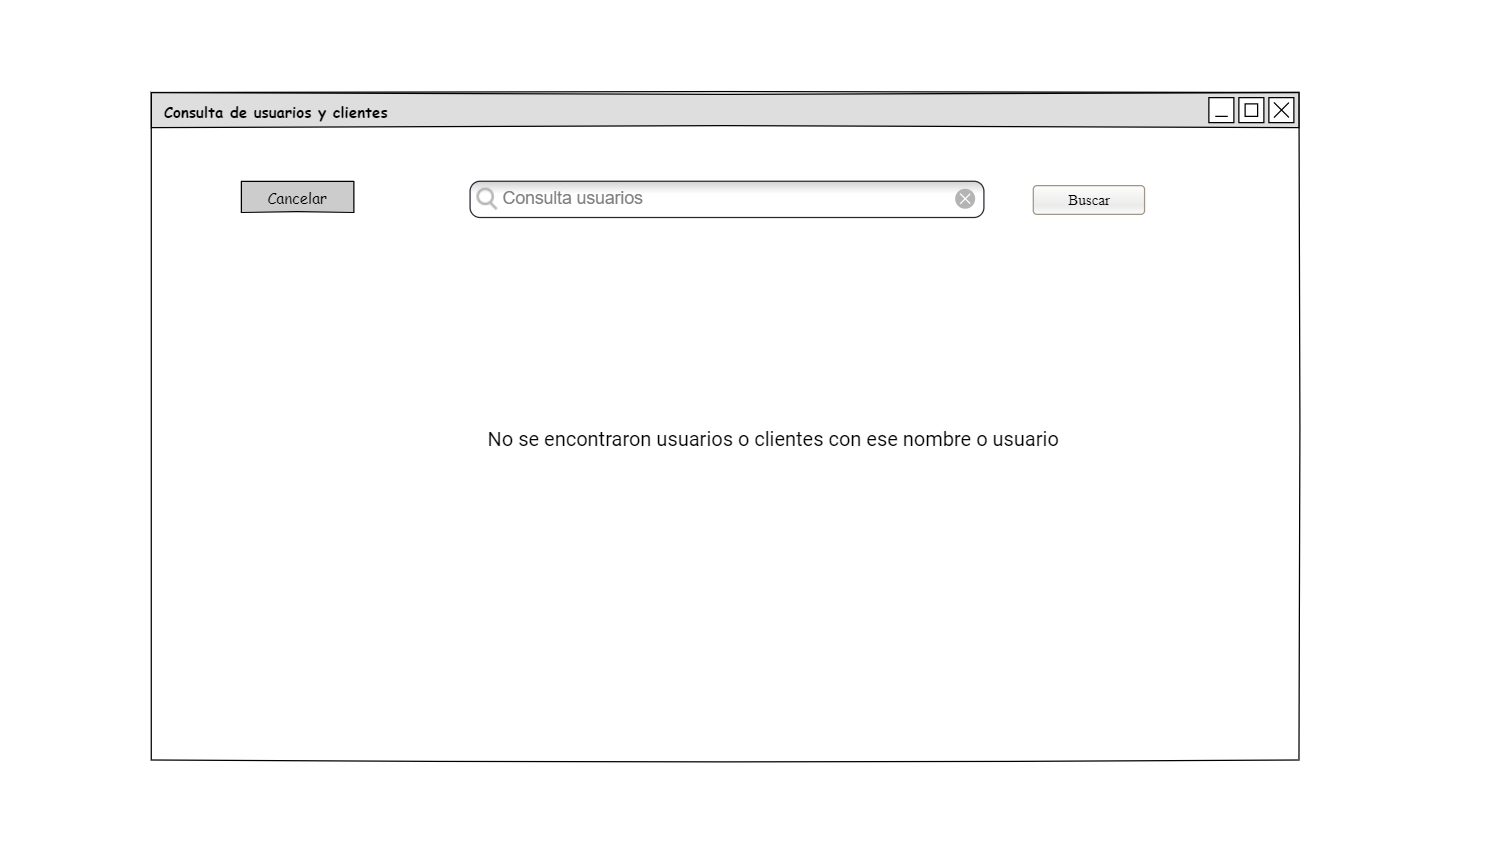 Consulta de usuarios y clientes
Cancelar
Consulta usuarios
Buscar
No se encontraron usuarios o clientes con ese nombre o usuario